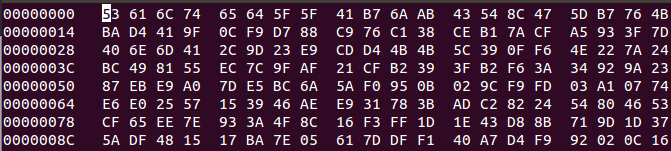 00000000 53 61 6C 74 65 64 5F 5F 41 B7 6A AB 43 54 8C 47 5D B7 76 4B
00000014 BA D4 41 9F 0C F9 D7 88 C9 76 C1 38 CE B1 7A CF A5 93 3F 7D
00000028 40 6E 6D 41 2C 9D 23 E9 CD D4 4B 4B 5C 39 0F F6 4E 22 7A 24
0000003C BC 49 81 55 EC 7C 9F AF 21 CF B2 39 3F B2 F6 3A 34 92 9A 23
00000050 87 EB E9 A0 7D E5 BC 6A 5A F0 95 0B 02 9C F9 FD 03 A1 07 74
00000064 E6 E0 25 57 15 39 46 AE E9 31 78 3B AD C2 82 24 54 80 46 53
00000078 CF 65 EE 7E 93 3A 4F 8C 16 F3 FF 1D 1E 43 D8 8B 71 9D 1D 37
0000008C 5A DF 48 15 17 BA 7E 05 61 7D DF F1 40 A7 D4 F9 92 02 0C 16